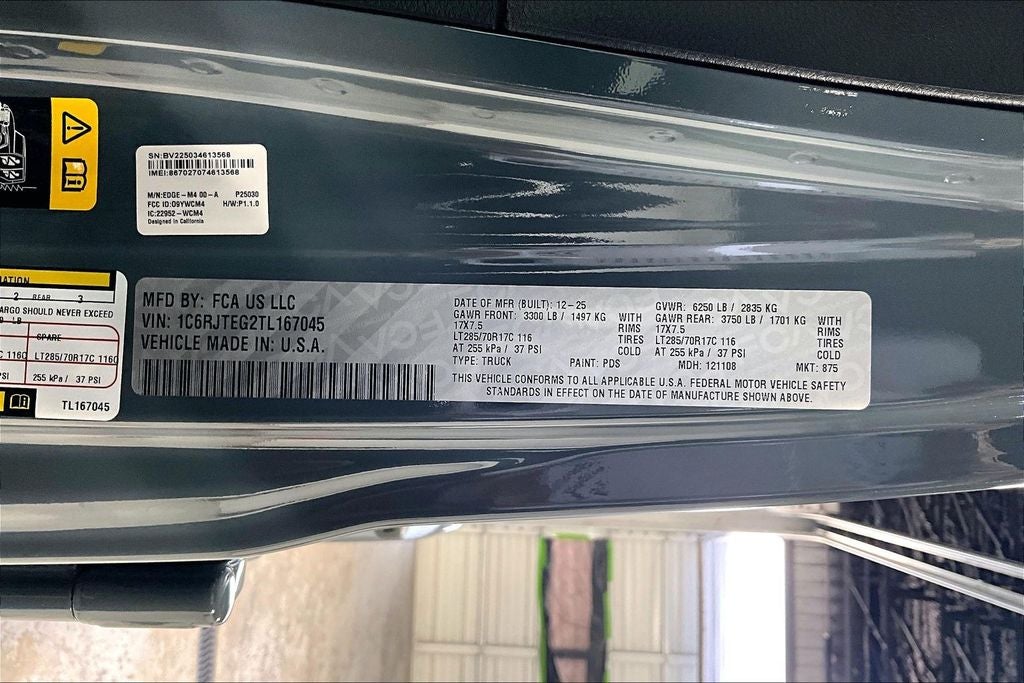 SN:BV225034613568
IMEI:867027074613568
M/N:EDGE-M4 00-A P25030
FCC ID:O9YWCM4 H/W:P1.1.0
IC:22952-WCM4
Designed in California
MATION
2 REAR 3
ARGO SHOULD NEVER EXCEED
LB
SPARE
C 116C LT285/70R17C 116C
PSI 255 kPa / 37 PSI
TL167045
MFD BY: FCA US LLC
VIN: 1C6RJTEG2TL167045
VEHICLE MADE IN: U.S.A.
DATE OF MFR (BUILT): 12-25
GAWR FRONT: 3300 LB / 1497 KG WITH
17X7.5 RIMS
LT285/70R17C 116 TIRES
AT 255 kPa / 37 PSI COLD
TYPE: TRUCK PAINT: PDS
GVWR: 6250 LB / 2835 KG
GAWR REAR: 3750 LB / 1701 KG WITH
17X7.5 RIMS
LT285/70R17C 116 TIRES
AT 255 kPa / 37 PSI COLD
MDH: 121108 MKT: 875
THIS VEHICLE CONFORMS TO ALL APPLICABLE U.S.A. FEDERAL MOTOR VEHICLE SAFETY
STANDARDS IN EFFECT ON THE DATE OF MANUFACTURE SHOWN ABOVE.